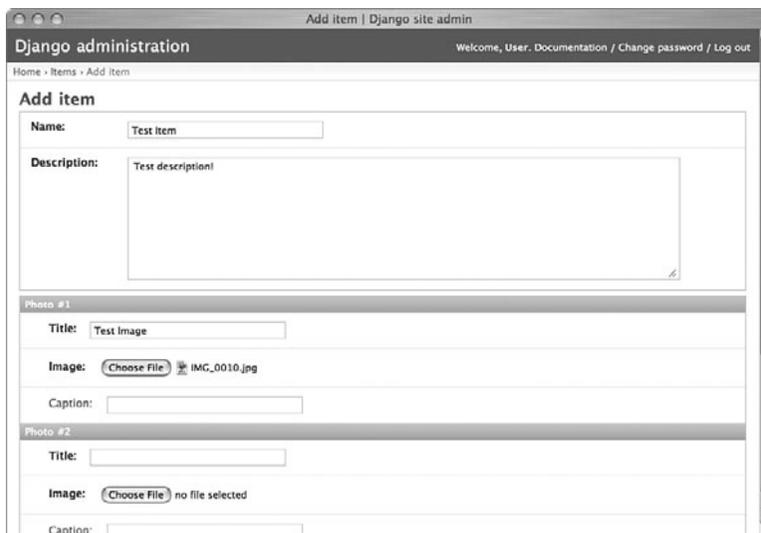 Add item | Django site admin
Django administration
Welcome, User. Documentation / Change password / Log out
Home › Items › Add item
Add item
Name: Test Item
Description: Test description!
Photo #1
Title: Test Image
Image: Choose File IMG_0010.jpg
Caption:
Photo #2
Title:
Image: Choose File no file selected
Caption: